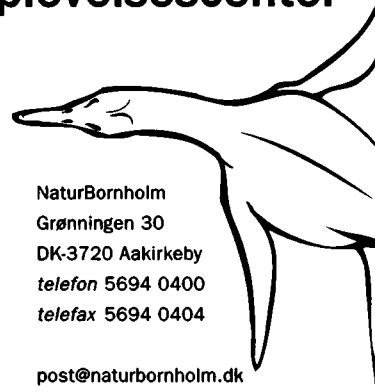 plevelsescenter
NaturBornholm
Grønningen 30
DK-3720 Aakirkeby
telefon 5694 0400
telefax 5694 0404
post@naturbornholm.dk